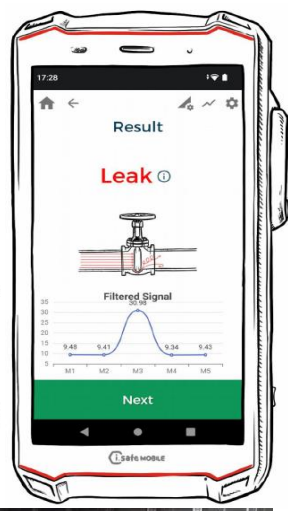 17:28
Result
Leak
Filtered Signal
35
30
25
20
15
10
5
9.48
9.41
30.98
9.34
9.43
M1 M2 M3 M4 M5
Next
i.safe MOBILE